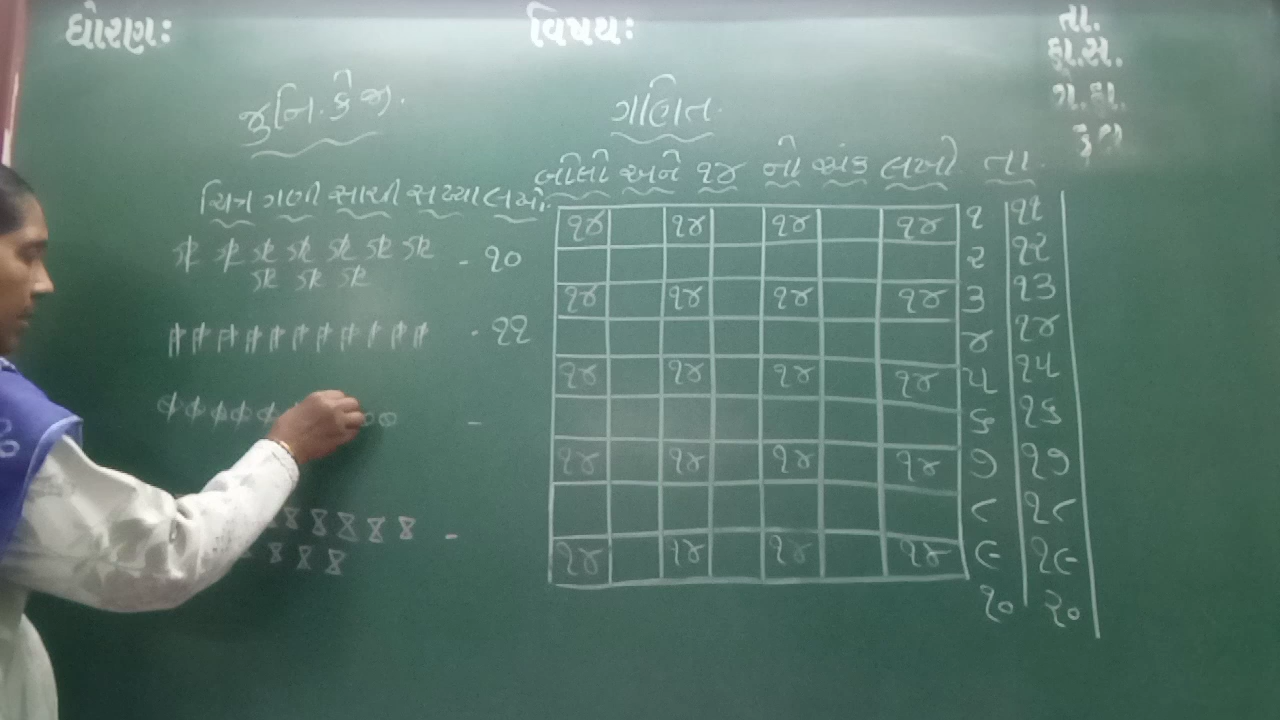 ધોરણઃ વિષયઃ તા.
ક્રા.સ.
ગે.હા.
કુલ
જુનિ. કે જી. ગણિત.
ચિત્ર ગણી સાચી સખ્યા લખો.
બોલો અને ૧૪ નો અંક લખો તા.
- ૧૦
- ૧૧
-
-
૧૪ ૧૪ ૧૪ ૧૪
૧૪ ૧૪ ૧૪ ૧૪
૧૪ ૧૪ ૧૪ ૧૪
૧૪ ૧૪ ૧૪ ૧૪
૧૪ ૧૪ ૧૪ ૧૪
૧ ૧૧
૨ ૧૨
૩ ૧૩
૪ ૧૪
૫ ૧૫
૬ ૧૬
૭ ૧૭
૮ ૧૮
૯ ૧૯
૧૦ ૨૦